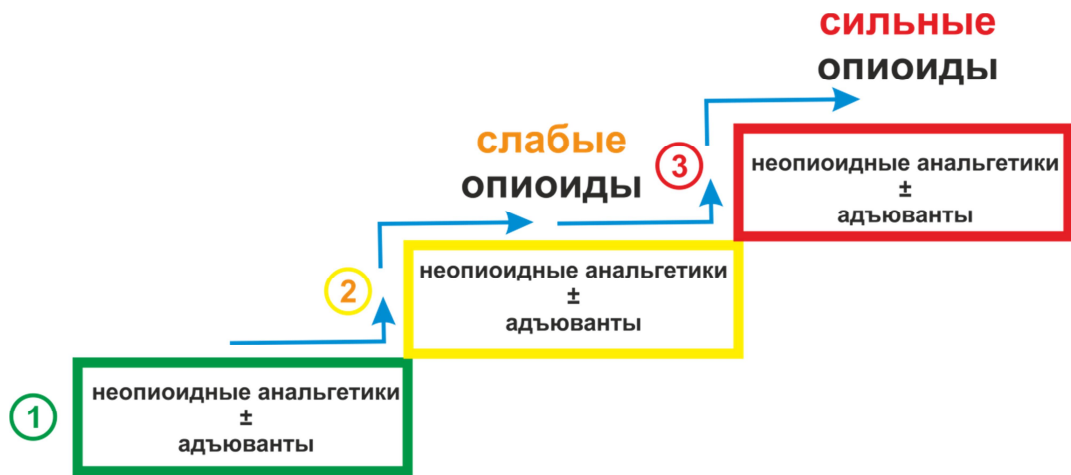 сильные
опиоиды
3
неопиоидные анальгетики
±
адъюванты
слабые
опиоиды
2
неопиоидные анальгетики
±
адъюванты
1
неопиоидные анальгетики
±
адъюванты